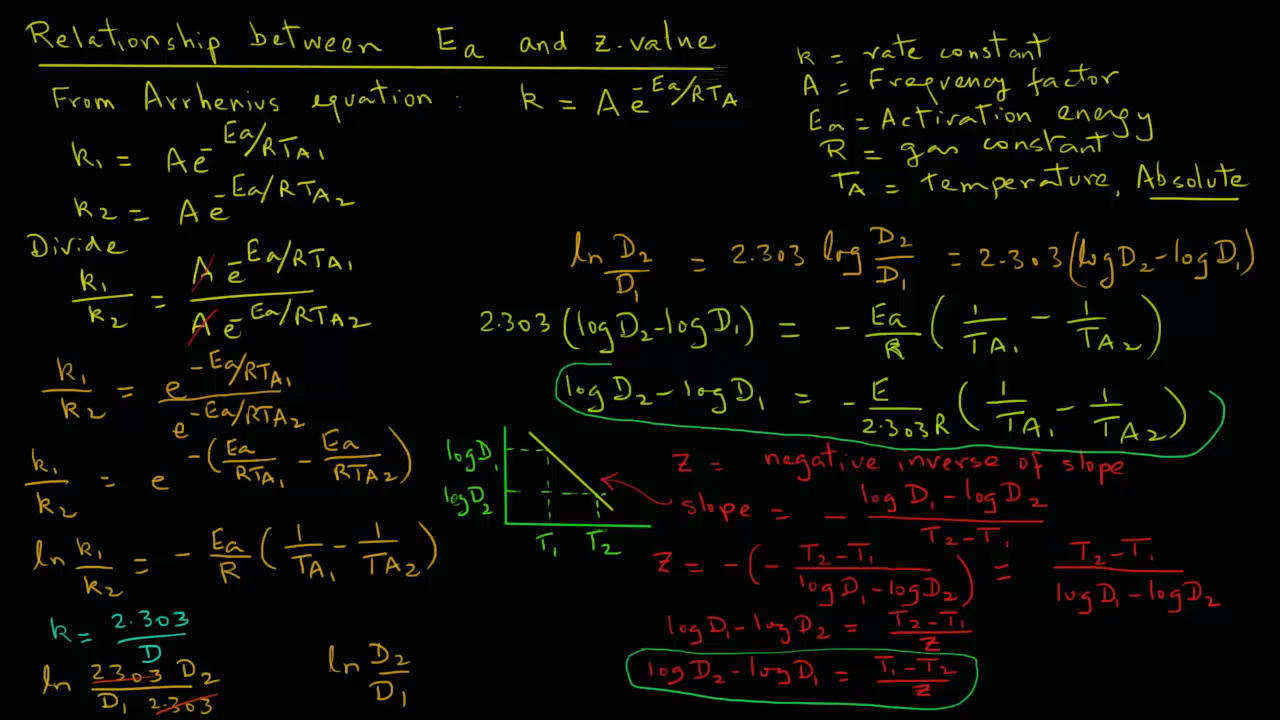 Relationship between Ea and z-value
From Arrhenius equation : k = A e^-Ea/RTA
k1 = A e^-Ea/RTA1
k2 = A e^-Ea/RTA2
Divide
k1/k2 = A e^-Ea/RTA1 / A e^-Ea/RTA2
k1/k2 = e^-Ea/RTA1 / e^-Ea/RTA2
k1/k2 = e^-(Ea/RTA1 - Ea/RTA2)
ln k1/k2 = - Ea/R (1/TA1 - 1/TA2)
k = 2.303/D
ln 2.303 D2 / D1 2.303
ln D2/D1
k = rate constant
A = Frequency factor
Ea = Activation energy
R = gas constant
TA = Temperature, Absolute
ln D2/D1 = 2.303 log D2/D1 = 2.303 (log D2 - log D1)
2.303 (log D2 - log D1) = - Ea/R (1/TA1 - 1/TA2)
log D2 - log D1 = - E/2.303R (1/TA1 - 1/TA2)
log D1
log D2
T1 T2
Z = negative inverse of slope
slope = - log D1 - log D2 / T2 - T1
Z = -(- T2 - T1 / log D1 - log D2) = T2 - T1 / log D1 - log D2
log D1 - log D2 = T2 - T1 / Z
log D2 - log D1 = T1 - T2 / Z